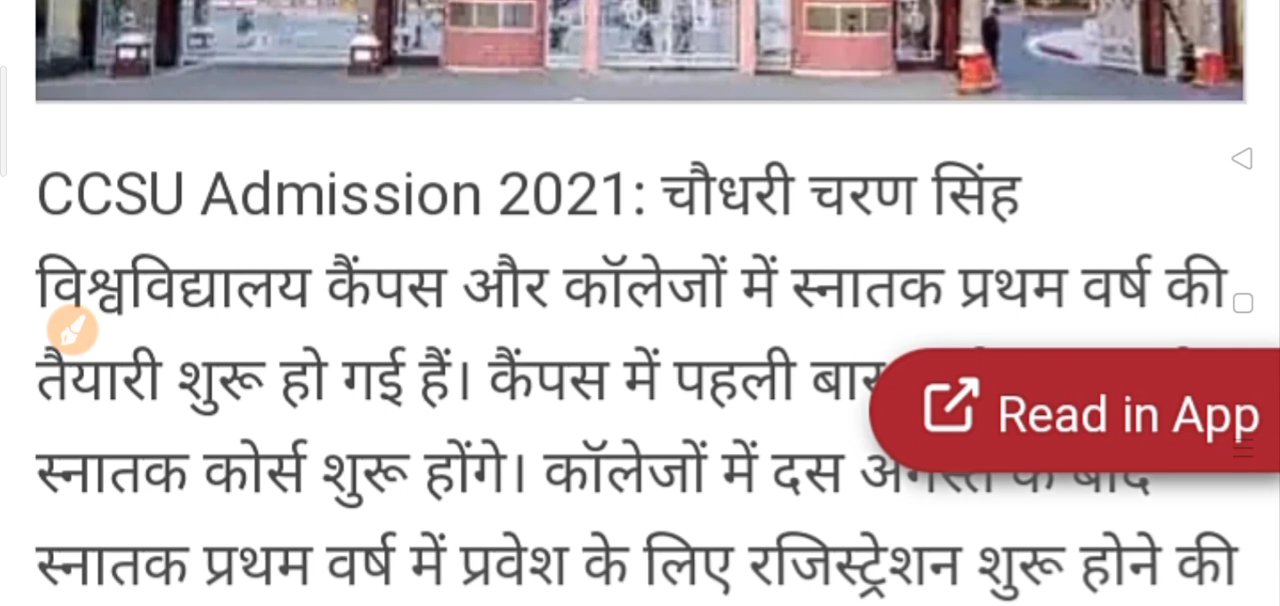 CCSU Admission 2021: चौधरी चरण सिंह
विश्वविद्यालय कैंपस और कॉलेजों में स्नातक प्रथम वर्ष की
तैयारी शुरू हो गई हैं। कैंपस में पहली बार
Read in App
स्नातक कोर्स शुरू होंगे। कॉलेजों में दस अगस्त के बाद
स्नातक प्रथम वर्ष में प्रवेश के लिए रजिस्ट्रेशन शुरू होने की